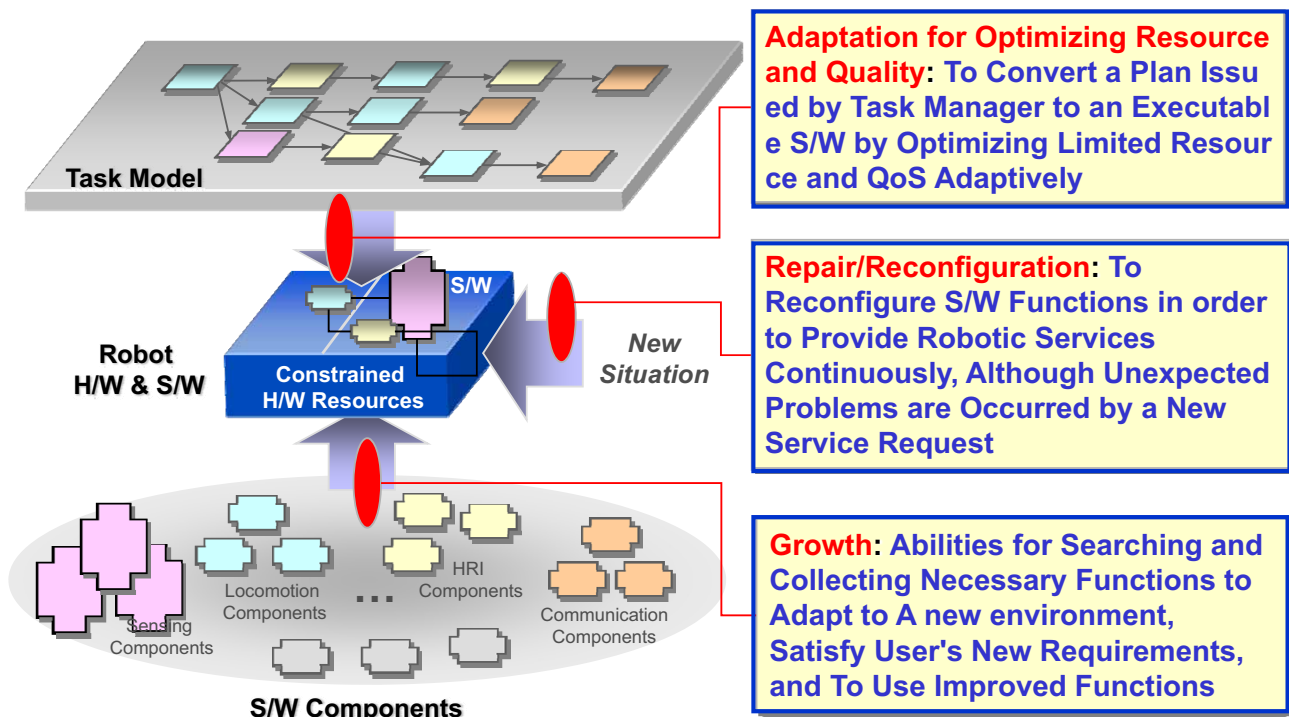 Adaptation for Optimizing Resource
and Quality: To Convert a Plan Issu
ed by Task Manager to an Executabl
e S/W by Optimizing Limited Resour
ce and QoS Adaptively
Task Model
S/W
Robot
H/W & S/W
Constrained
H/W Resources
New
Situation
Repair/Reconfiguration: To
Reconfigure S/W Functions in order
to Provide Robotic Services
Continuously, Although Unexpected
Problems are Occurred by a New
Service Request
Sensing
Components
Locomotion
Components
...
HRI
Components
Communication
Components
S/W Components
Growth: Abilities for Searching and
Collecting Necessary Functions to
Adapt to A new environment,
Satisfy User's New Requirements,
and To Use Improved Functions